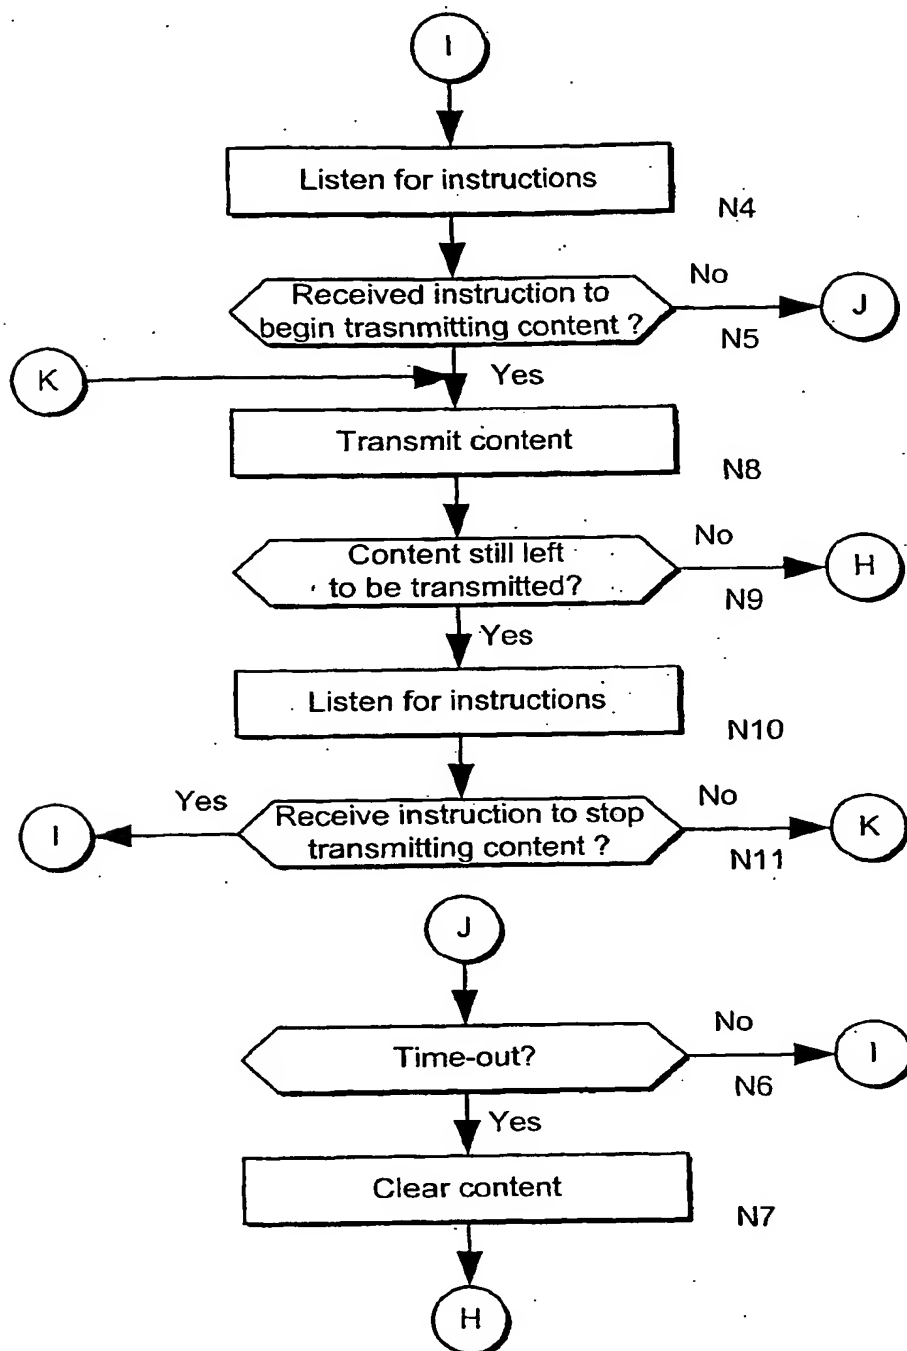 I
Listen for instructions
N4
Received instruction to
begin trasnmitting content ?
No
N5
J
K
Yes
Transmit content
N8
Content still left
to be transmitted?
No
N9
H
Yes
Listen for instructions
N10
Yes
I
Receive instruction to stop
transmitting content ?
No
N11
K
J
Time-out?
No
N6
I
Yes
Clear content
N7
H